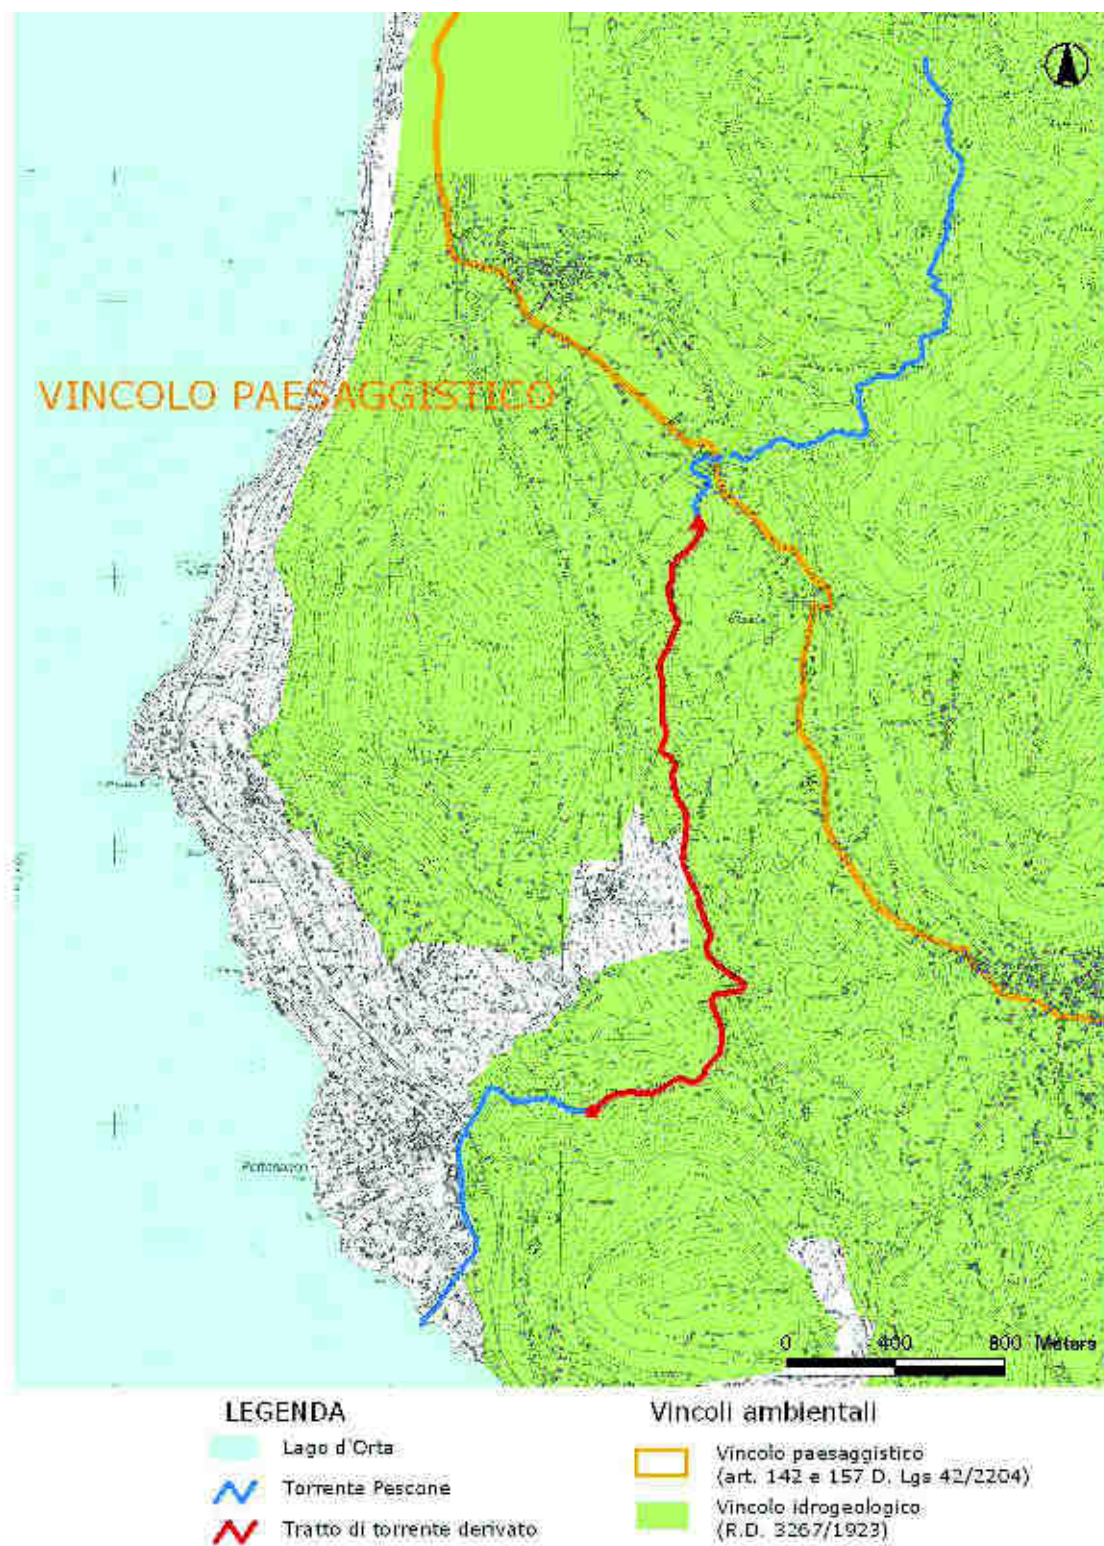 VINCOLO PAESAGGISTICO
0 400 800 Meters
LEGENDA
Lago d'Orta
Torrente Pescone
Tratto di torrente derivato
Vincoli ambientali
Vincolo paesaggistico
(art. 142 e 157 D. Lgs 42/2204)
Vincolo idrogeologico
(R.D. 3267/1923)